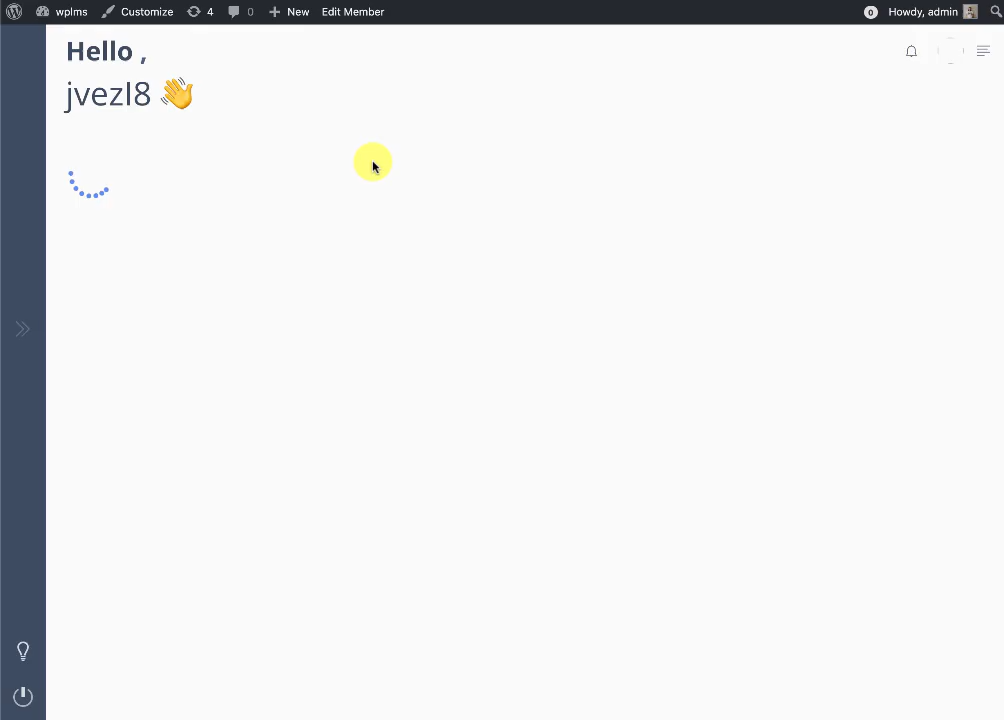 wplms Customize 4 0 New Edit Member 0 Howdy, admin
Hello ,
jvezl8 👋